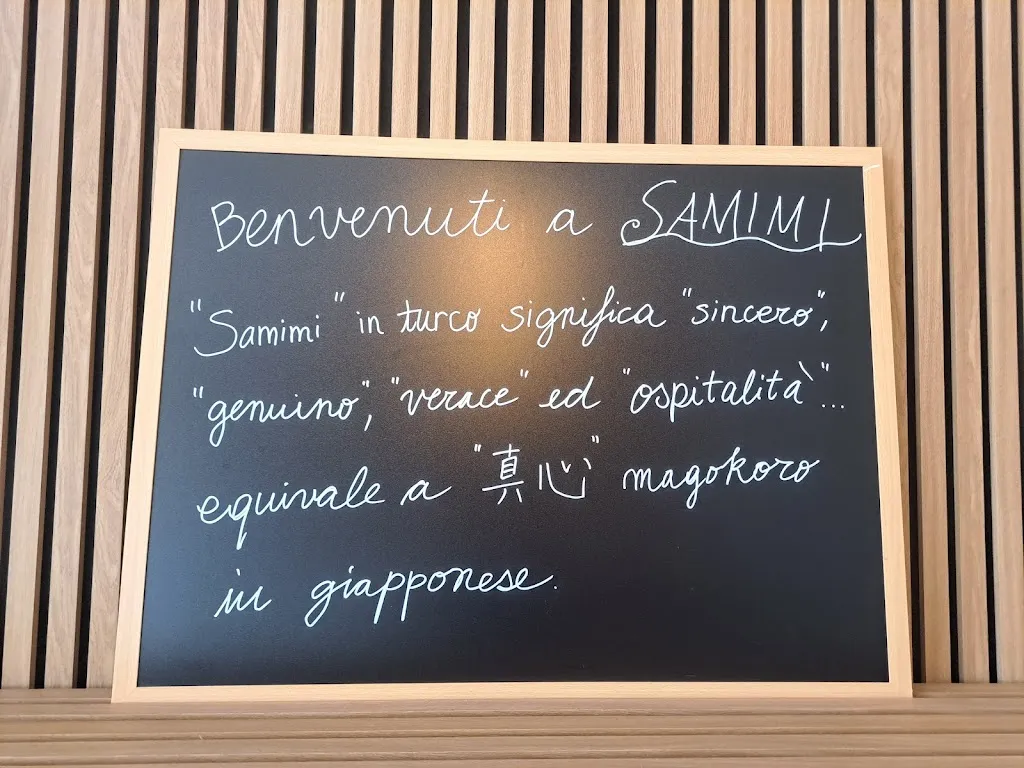 Benvenuti a SAMIMI
"Samimi" in turco significa "sincero",
"genuino", "verace" ed "ospitalità"...
equivale a "真心" magokoro
in giapponese.